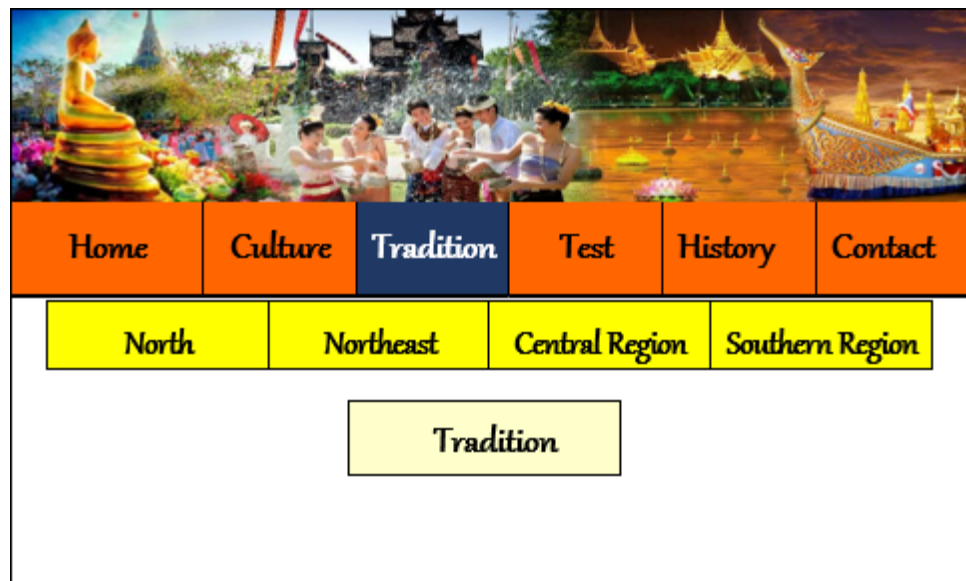 Home Culture Tradition Test History Contact
North Northeast Central Region Southern Region
Tradition